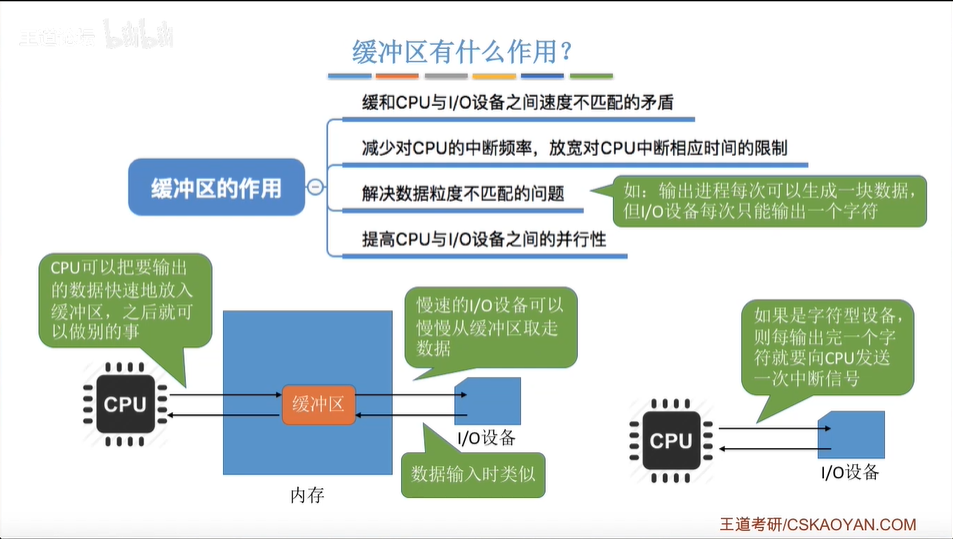 王道考研 bilibili
缓冲区有什么作用？
缓和CPU与I/O设备之间速度不匹配的矛盾
减少对CPU的中断频率，放宽对CPU中断相应时间的限制
缓冲区的作用
解决数据粒度不匹配的问题
如：输出进程每次可以生成一块数据，
但I/O设备每次只能输出一个字符
提高CPU与I/O设备之间的并行性
CPU可以把要输出
的数据快速地放入
缓冲区，之后就可
以做别的事
慢速的I/O设备可以
慢慢从缓冲区取走
数据
如果是字符型设备，
则每输出完一个字
符就要向CPU发送
一次中断信号
CPU
缓冲区
I/O设备
数据输入时类似
内存
CPU
I/O设备
王道考研/CSKAOYAN.COM